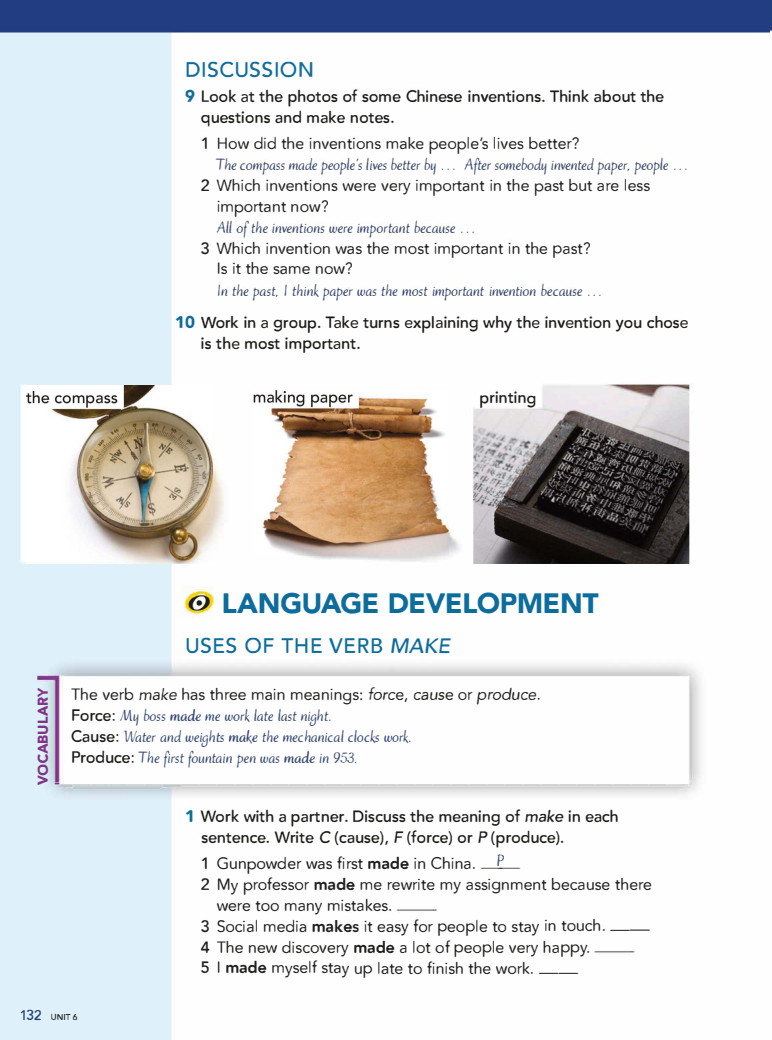 DISCUSSION
9 Look at the photos of some Chinese inventions. Think about the
questions and make notes.
1 How did the inventions make people's lives better?
The compass made people's lives better by ... After somebody invented paper, people ...
2 Which inventions were very important in the past but are less
important now?
All of the inventions were important because ...
3 Which invention was the most important in the past?
Is it the same now?
In the past, I think paper was the most important invention because ...
10 Work in a group. Take turns explaining why the invention you chose
is the most important.
the compass
making paper
printing
N
NE
E
SE
S
SW
W
NW
LANGUAGE DEVELOPMENT
USES OF THE VERB MAKE
VOCABULARY
The verb make has three main meanings: force, cause or produce.
Force: My boss made me work late last night.
Cause: Water and weights make the mechanical clocks work.
Produce: The first fountain pen was made in 953.
1 Work with a partner. Discuss the meaning of make in each
sentence. Write C (cause), F (force) or P (produce).
1 Gunpowder was first made in China. __P__
2 My professor made me rewrite my assignment because there
were too many mistakes. _____
3 Social media makes it easy for people to stay in touch. _____
4 The new discovery made a lot of people very happy. _____
5 I made myself stay up late to finish the work. _____
132 UNIT 6